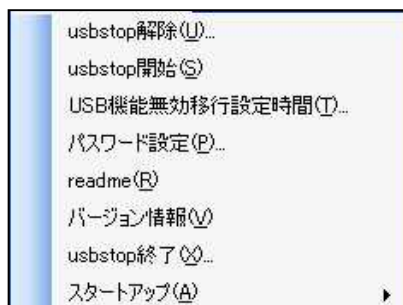 usbstop解除(U)...
usbstop開始(S)
USB機能無効移行設定時間(T)...
パスワード設定(P)...
readme(R)
バージョン情報(V)
usbstop終了(X)...
スタートアップ(A)